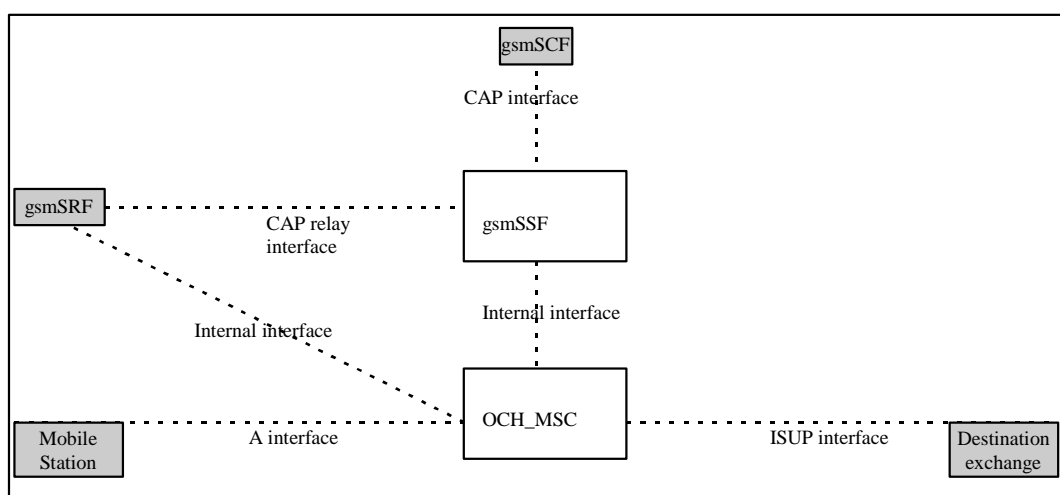 gsmSCF
CAP interface
gsmSRF
CAP relay
interface
gsmSSF
Internal interface
Internal interface
OCH_MSC
Mobile
Station
A interface
ISUP interface
Destination
exchange